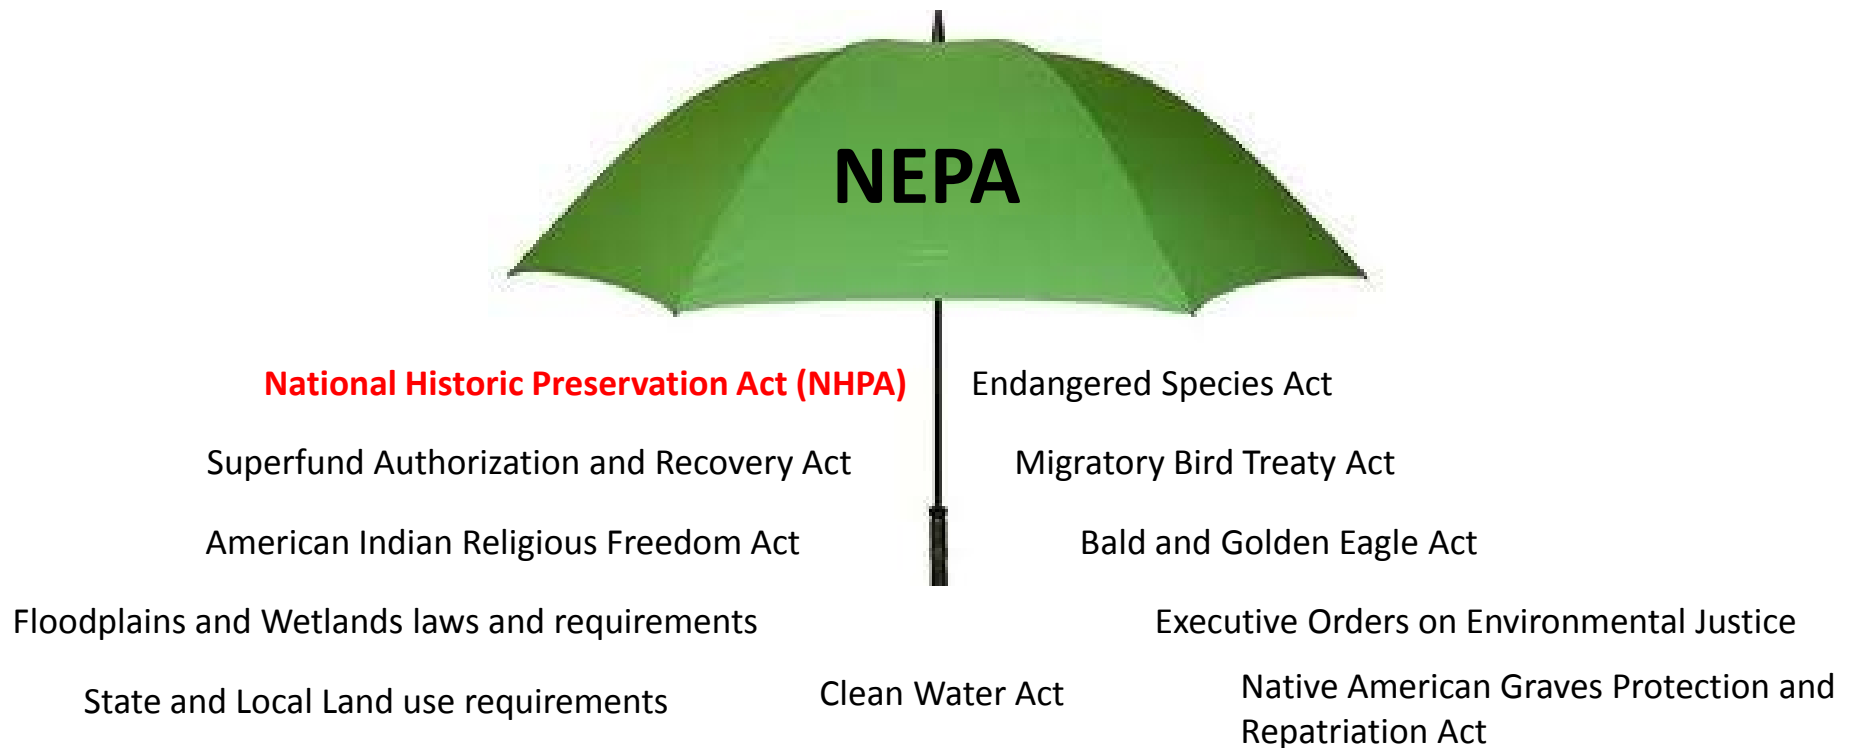 NEPA
National Historic Preservation Act (NHPA)
Endangered Species Act
Superfund Authorization and Recovery Act
Migratory Bird Treaty Act
American Indian Religious Freedom Act
Bald and Golden Eagle Act
Floodplains and Wetlands laws and requirements
Executive Orders on Environmental Justice
State and Local Land use requirements
Clean Water Act
Native American Graves Protection and
Repatriation Act